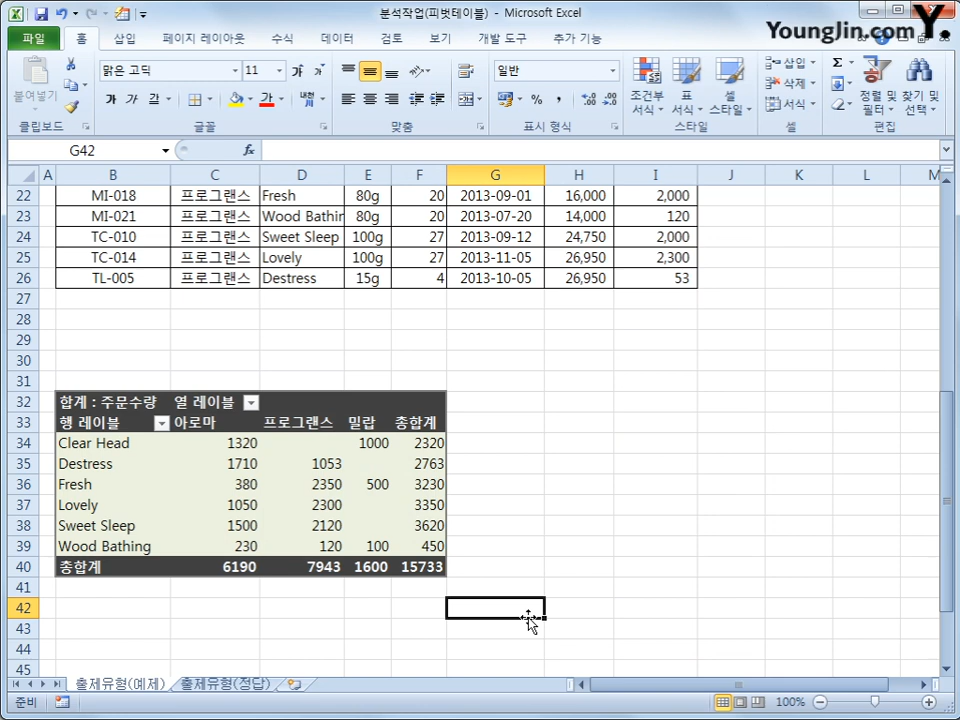 분석작업(피벗테이블) - Microsoft Excel
YoungJin.com Y.
파일 홈 삽입 페이지 레이아웃 수식 데이터 검토 보기 개발 도구 추가 기능
붙여넣기
맑은 고딕 11
가 가 가 가 가 가
일반
% ,
조건부 서식 표 서식 셀 스타일
삽입 삭제 서식
Σ
정렬 및 필터 찾기 및 선택
클립보드 글꼴 맞춤 표시 형식 스타일 셀 편집
G42 fx
A B C D E F G H I J K L M
22 MI-018 프로그랜스 Fresh 80g 20 2013-09-01 16,000 2,000
23 MI-021 프로그랜스 Wood Bathin 80g 20 2013-07-20 14,000 120
24 TC-010 프로그랜스 Sweet Sleep 100g 27 2013-09-12 24,750 2,000
25 TC-014 프로그랜스 Lovely 100g 27 2013-11-05 26,950 2,300
26 TL-005 프로그랜스 Destress 15g 4 2013-10-05 26,950 53
27
28
29
30
31
32 합계 : 주문수량 열 레이블
33 행 레이블 아로마 프로그랜스 밀랍 총합계
34 Clear Head 1320 1000 2320
35 Destress 1710 1053 2763
36 Fresh 380 2350 500 3230
37 Lovely 1050 2300 3350
38 Sweet Sleep 1500 2120 3620
39 Wood Bathing 230 120 100 450
40 총합계 6190 7943 1600 15733
41
42
43
44
45
출제유형(예제) 출제유형(정답)
준비 100%